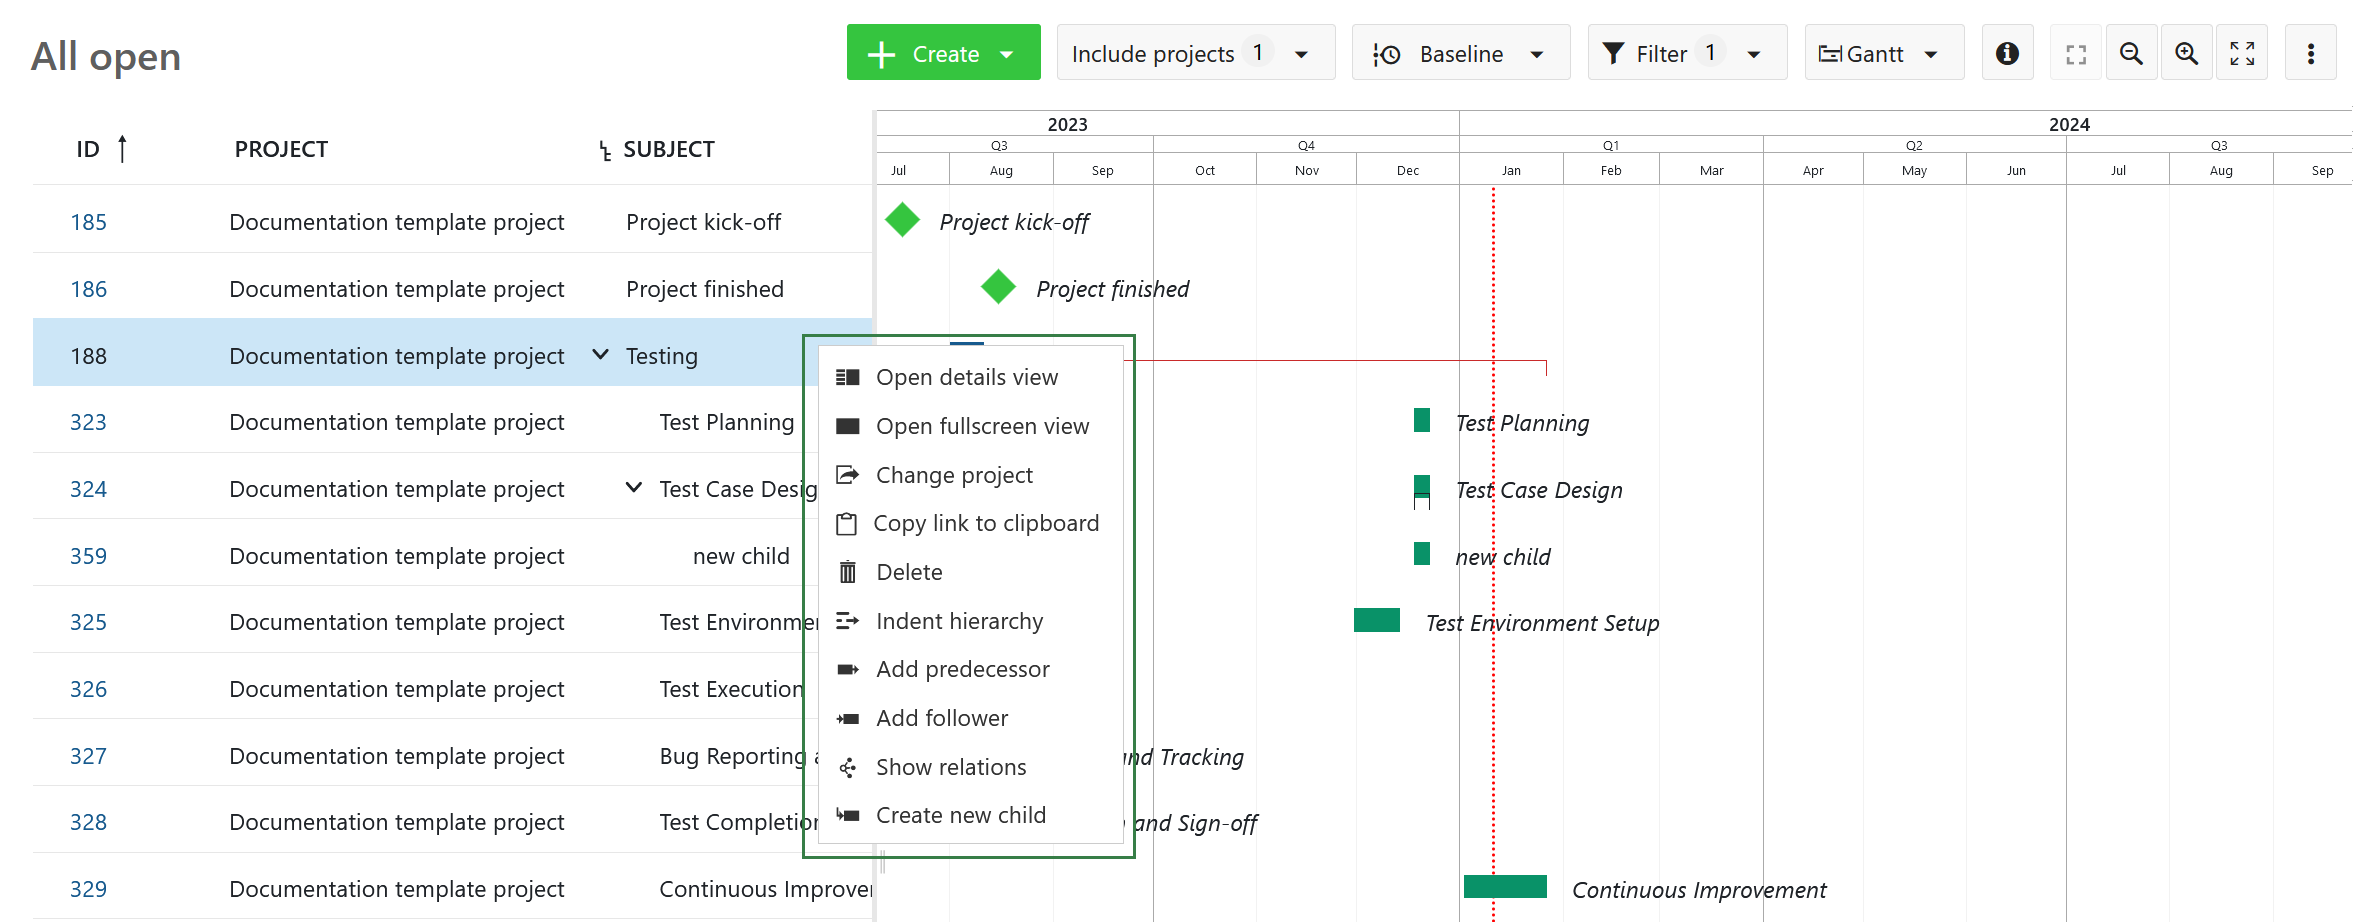 All open
Create
Include projects 1
Baseline
Filter 1
Gantt
ID PROJECT SUBJECT
2023 2024
Q3 Q4 Q1 Q2 Q3
Jul Aug Sep Oct Nov Dec Jan Feb Mar Apr May Jun Jul Aug Sep
185 Documentation template project Project kick-off Project kick-off
186 Documentation template project Project finished Project finished
188 Documentation template project Testing
323 Documentation template project Test Planning Test Planning
324 Documentation template project Test Case Desig Test Case Design
359 Documentation template project new child new child
325 Documentation template project Test Environme Test Environment Setup
326 Documentation template project Test Execution
327 Documentation template project Bug Reporting and Tracking
328 Documentation template project Test Completio and Sign-off
329 Documentation template project Continuous Improve Continuous Improvement
Open details view
Open fullscreen view
Change project
Copy link to clipboard
Delete
Indent hierarchy
Add predecessor
Add follower
Show relations
Create new child